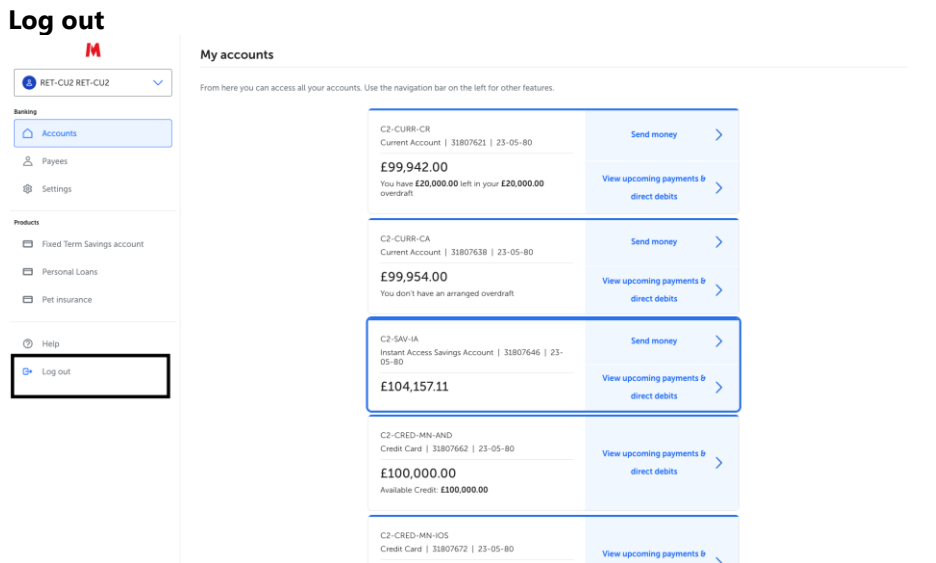 Log out
M
My accounts
RET-CU2 RET-CU2
From here you can access all your accounts. Use the navigation bar on the left for other features.
Banking
Accounts
Payees
Settings
Products
Fixed Term Savings account
Personal Loans
Pet insurance
Help
Log out
C2-CURR-CR
Current Account | 31807621 | 23-05-80
£99,942.00
You have £20,000.00 left in your £20,000.00
overdraft
Send money
View upcoming payments &
direct debits
C2-CURR-CA
Current Account | 31807638 | 23-05-80
£99,954.00
You don't have an arranged overdraft
Send money
View upcoming payments &
direct debits
C2-SAV-IA
Instant Access Savings Account | 31807646 | 23-
05-80
£104,157.11
Send money
View upcoming payments &
direct debits
C2-CRED-MN-AND
Credit Card | 31807662 | 23-05-80
£100,000.00
Available Credit: £100,000.00
View upcoming payments &
direct debits
C2-CRED-MN-IOS
Credit Card | 31807672 | 23-05-80
View upcoming payments &